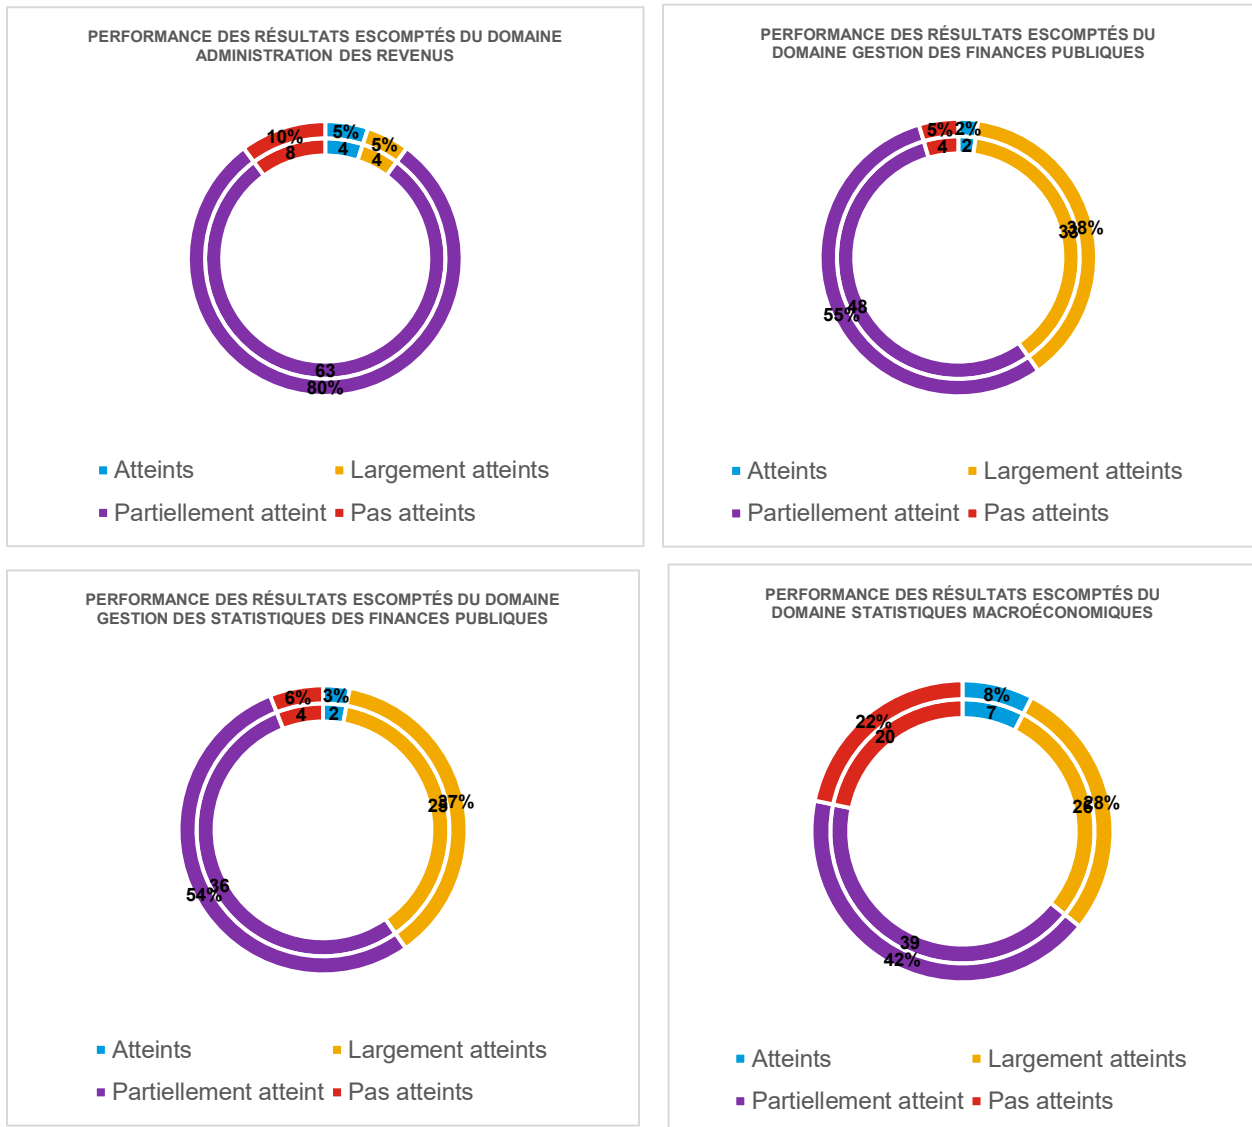 PERFORMANCE DES RÉSULTATS ESCOMPTÉS DU DOMAINE
ADMINISTRATION DES REVENUS
10%
5%
5%
8
4
4
63
80%
Atteints
Largement atteints
Partiellement atteint
Pas atteints
PERFORMANCE DES RÉSULTATS ESCOMPTÉS DU
DOMAINE GESTION DES FINANCES PUBLIQUES
5%
2%
4
2
33
38%
48
55%
Atteints
Largement atteints
Partiellement atteint
Pas atteints
PERFORMANCE DES RÉSULTATS ESCOMPTÉS DU DOMAINE
GESTION DES STATISTIQUES DES FINANCES PUBLIQUES
6%
3%
4
2
25
37%
36
54%
Atteints
Largement atteints
Partiellement atteint
Pas atteints
PERFORMANCE DES RÉSULTATS ESCOMPTÉS DU
DOMAINE STATISTIQUES MACROÉCONOMIQUES
8%
7
22%
20
26
28%
39
42%
Atteints
Largement atteints
Partiellement atteint
Pas atteints